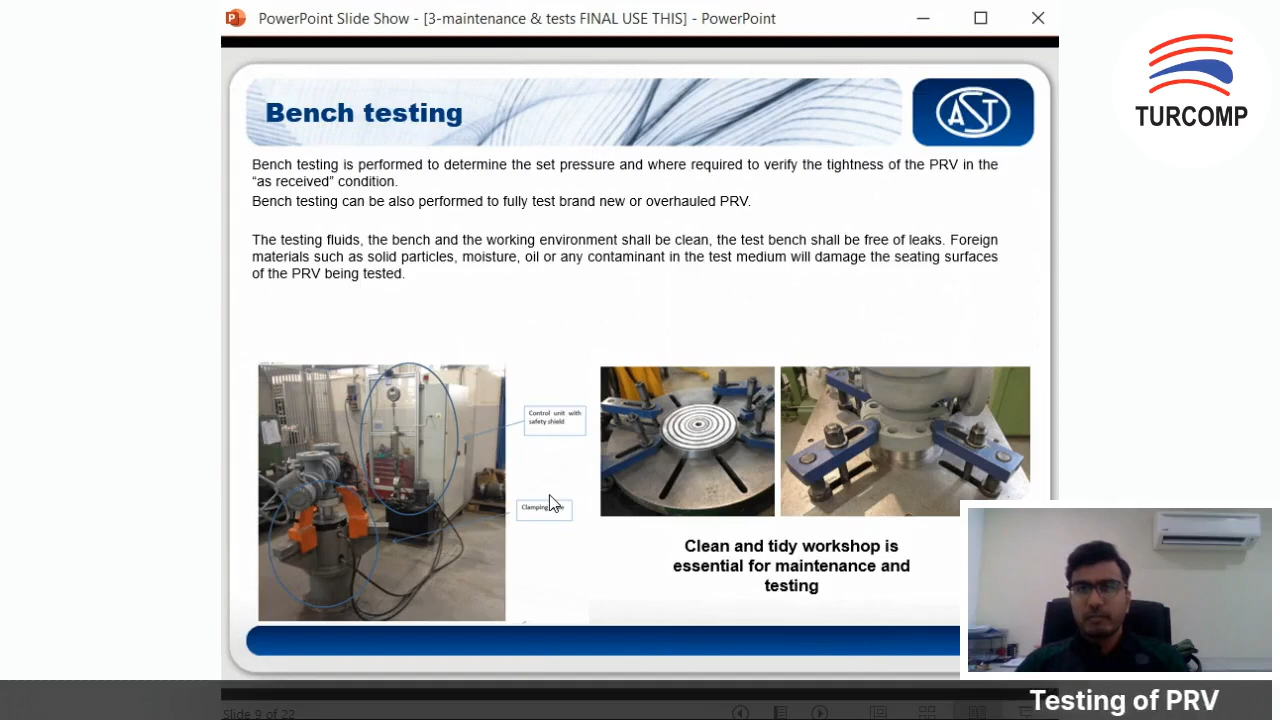 PowerPoint Slide Show - [3-maintenance & tests FINAL USE THIS] - PowerPoint
TURCOMP
Bench testing
AST
Bench testing is performed to determine the set pressure and where required to verify the tightness of the PRV in the
“as received” condition.
Bench testing can be also performed to fully test brand new or overhauled PRV.
The testing fluids, the bench and the working environment shall be clean, the test bench shall be free of leaks. Foreign
materials such as solid particles, moisture, oil or any contaminant in the test medium will damage the seating surfaces
of the PRV being tested.
Control unit with
safety shield
Clamping
Clean and tidy workshop is
essential for maintenance and
testing
Testing of PRV
Slide 9 of 22